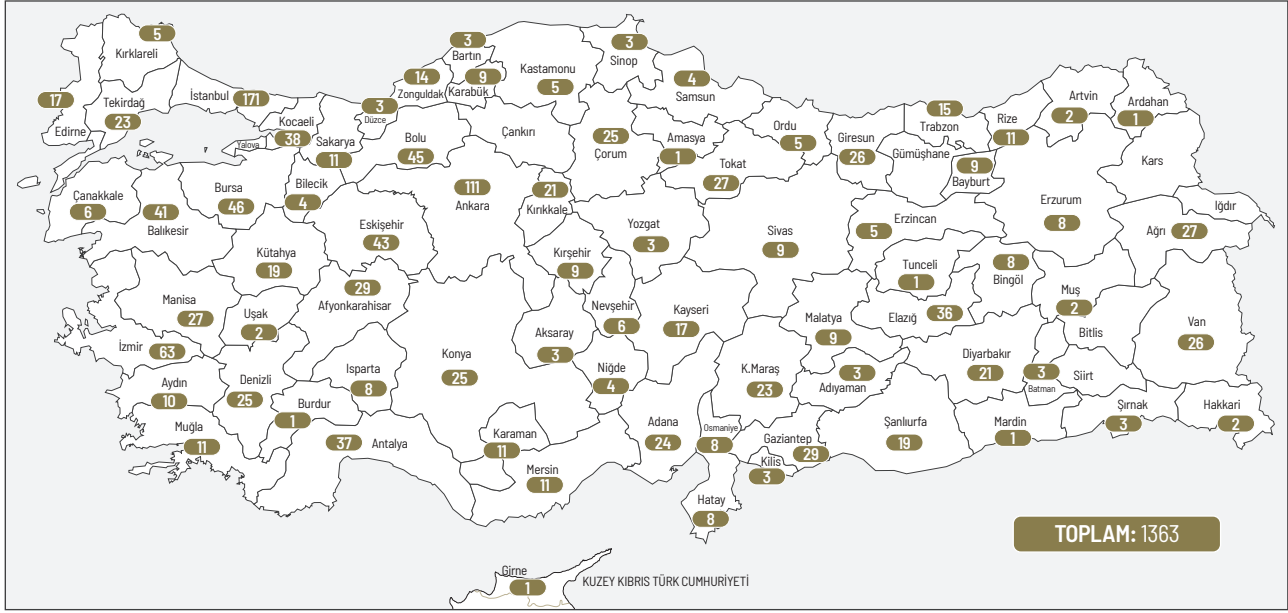 5
Kırklareli
17
Edirne
Tekirdağ
23
İstanbul 171
Kocaeli
38
Yalova
Sakarya
11
3
Düzce
14
Zonguldak
3
Bartın
9
Karabük
Kastamonu
5
3
Sinop
4
Samsun
Bolu
45
Çankırı
25
Çorum
Amasya
1
Tokat
27
Ordu
5
Giresun
26
Gümüşhane
15
Trabzon
9
Bayburt
Rize
11
Artvin
2
Ardahan
1
Kars
Iğdır
Ağrı 27
Erzurum
8
Erzincan
5
Çanakkale
6
41
Balıkesir
Bursa
46
Bilecik
4
Eskişehir
43
111
Ankara
21
Kırıkkale
Yozgat
3
Sivas
9
Kütahya
19
Kırşehir
9
29
Afyonkarahisar
Manisa
27
Uşak
2
İzmir 63
Aydın
10
Denizli
25
Muğla
11
Burdur
1
Isparta
8
37 Antalya
Konya
25
Aksaray
3
Nevşehir
6
Niğde
4
Kayseri
17
Karaman
11
Mersin
11
Adana
24
Osmaniye
8
Hatay
8
K.Maraş
23
Malatya
9
3
Adıyaman
Gaziantep
29
Kilis
3
Şanlıurfa
19
Tunceli
1
Elazığ 36
8
Bingöl
Muş
2
Bitlis
Van
26
Diyarbakır
21
3
Batman
Siirt
Mardin
1
Şırnak
3
Hakkari
2
TOPLAM: 1363
Girne
1
KUZEY KIBRIS TÜRK CUMHURİYETİ